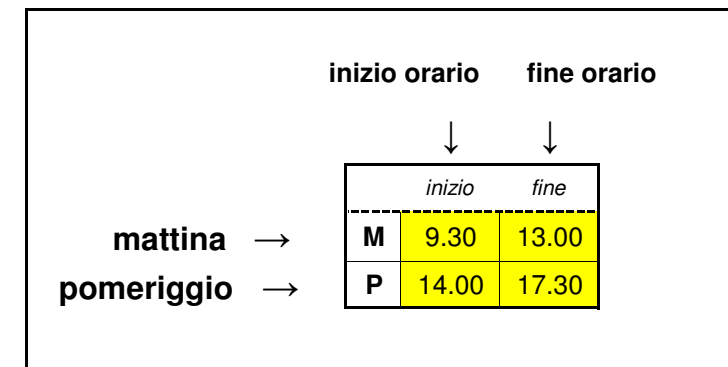 inizio orario fine orario
↓ ↓
inizio fine
mattina → M 9.30 13.00
pomeriggio → P 14.00 17.30